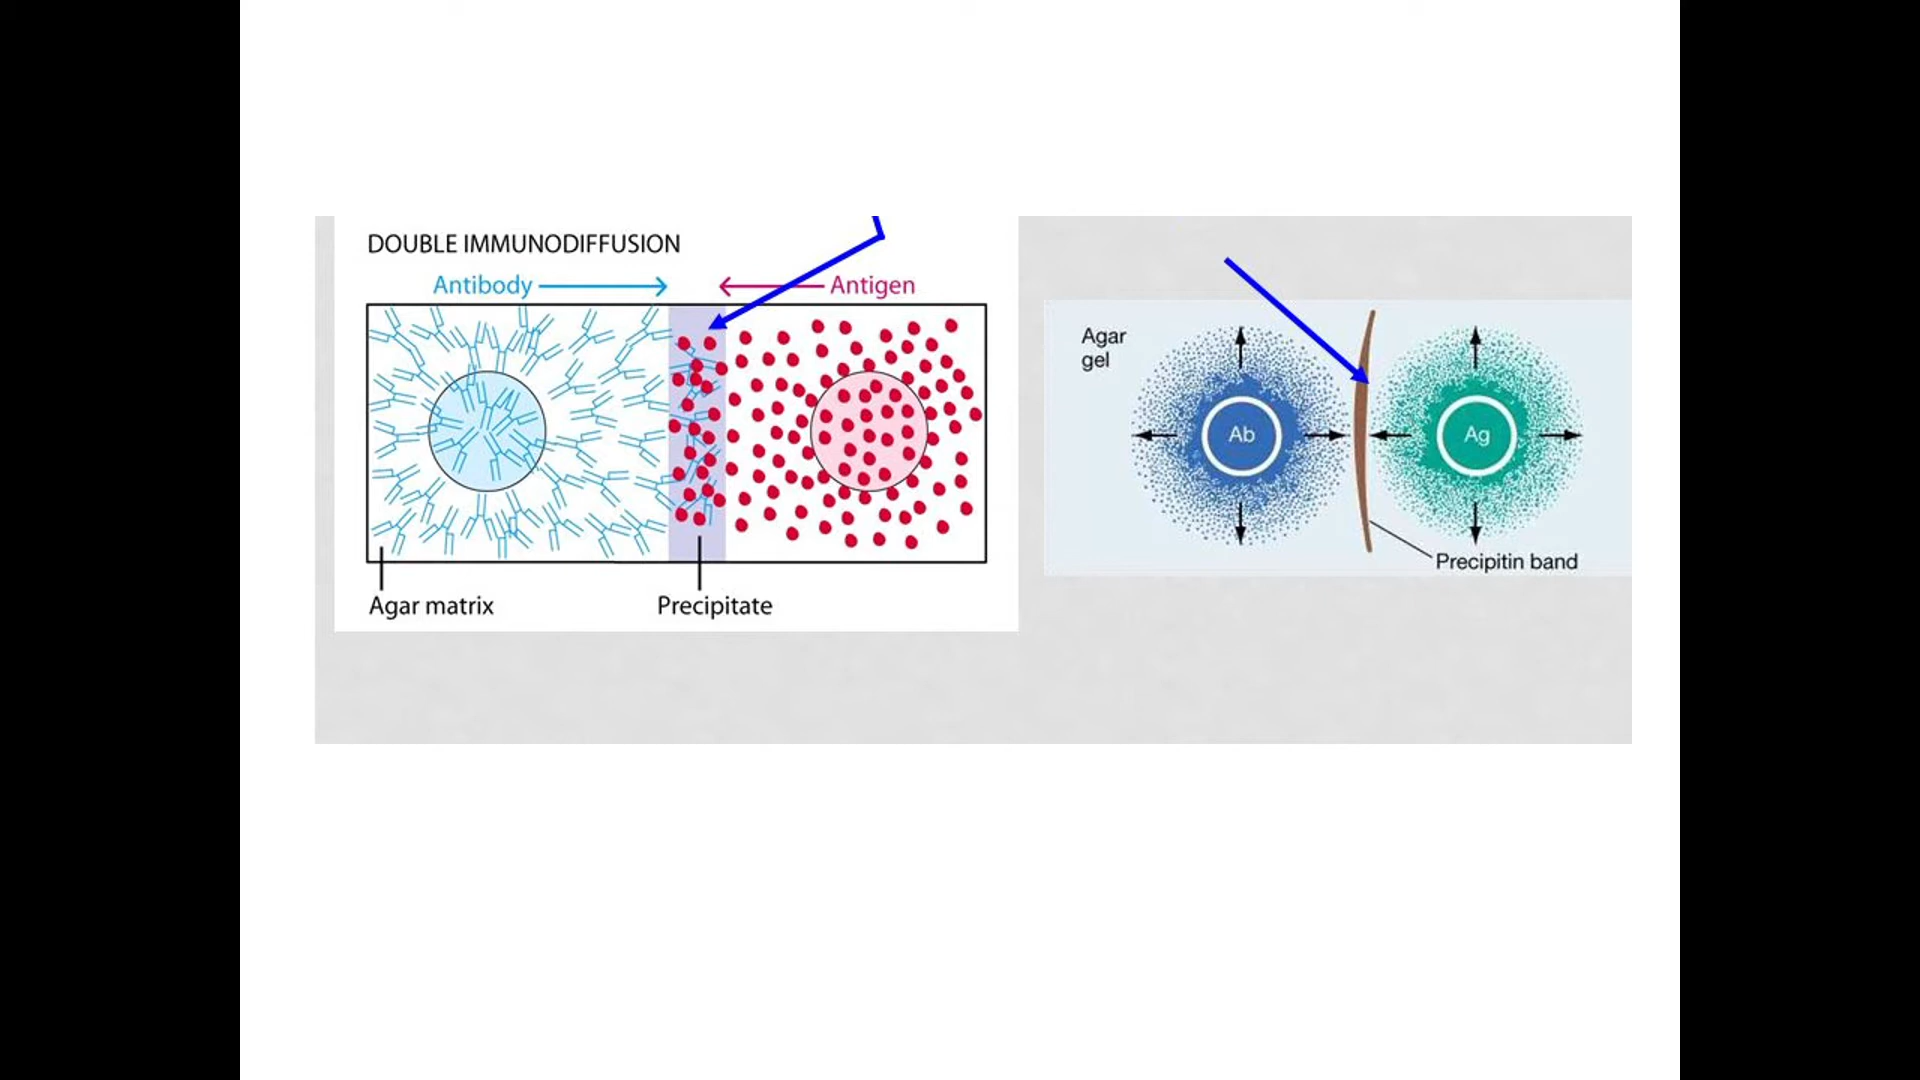 DOUBLE IMMUNODIFFUSION
Antibody
Antigen
Agar matrix
Precipitate
Agar
gel
Ab
Ag
Precipitin band